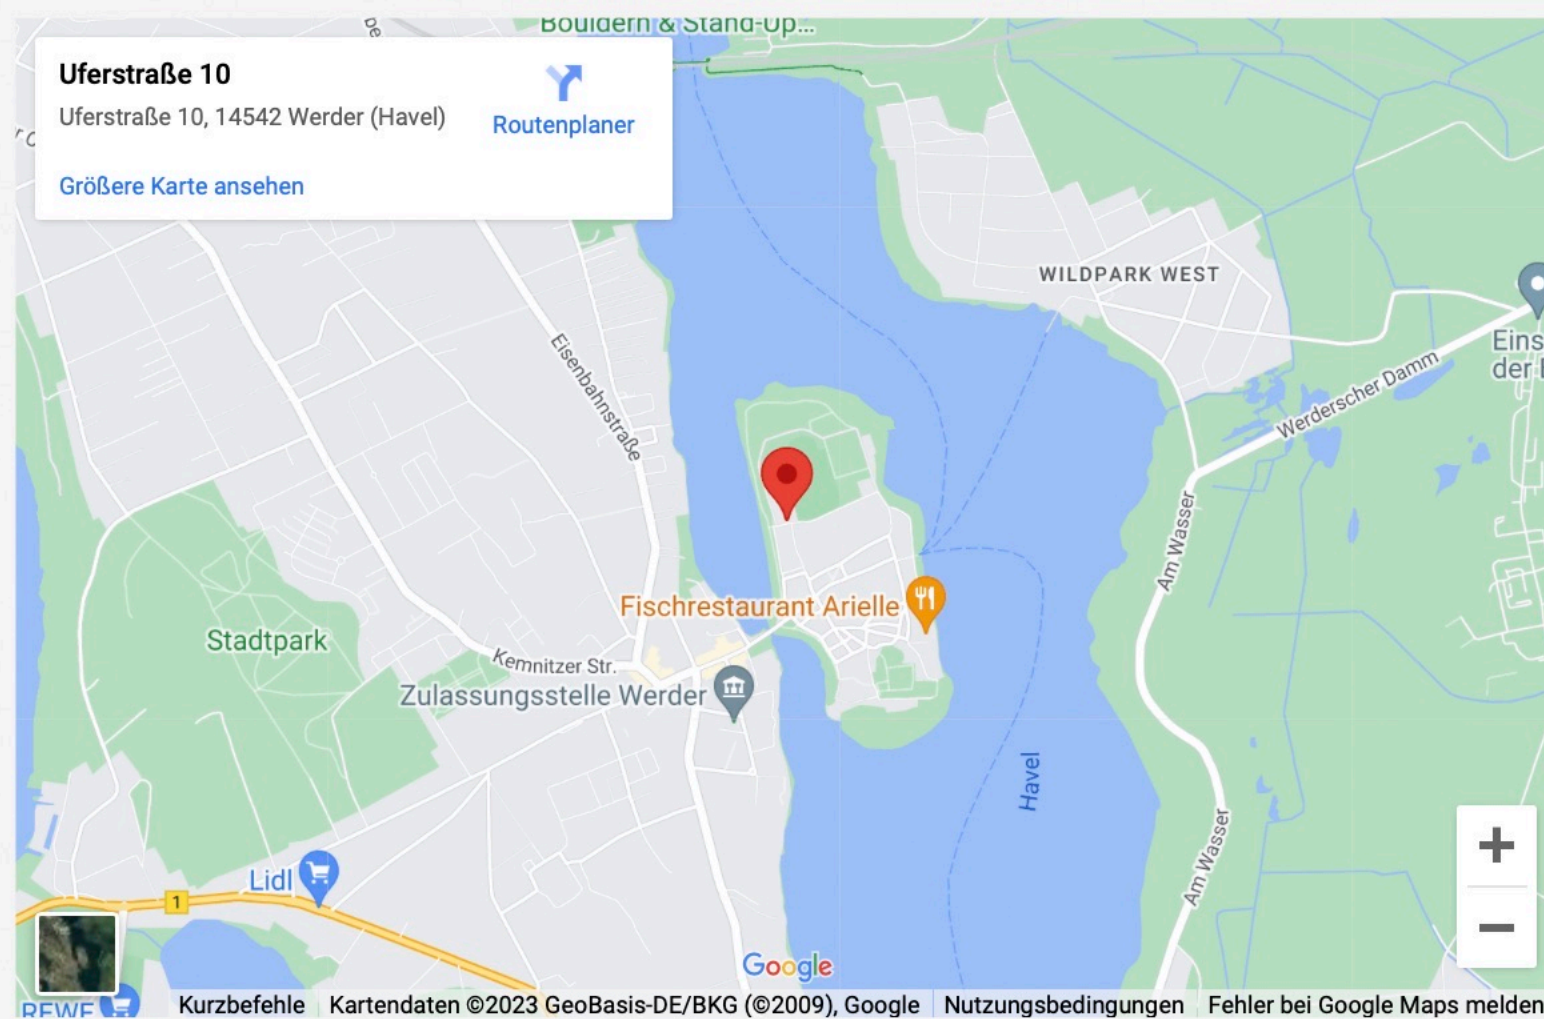 Bouldern & Stand-Up...
Uferstraße 10
Uferstraße 10, 14542 Werder (Havel)
Routenplaner
Größere Karte ansehen
WILDPARK WEST
Eisenbahnstraße
Werderscher Damm
Eins
der
Am Wasser
Fischrestaurant Arielle
Stadtpark
Kemnitzer Str.
Zulassungsstelle Werder
Havel
Am Wasser
Lidl
1
Google
REWE
Kurzbefehle
Kartendaten ©2023 GeoBasis-DE/BKG (©2009), Google
Nutzungsbedingungen
Fehler bei Google Maps melden